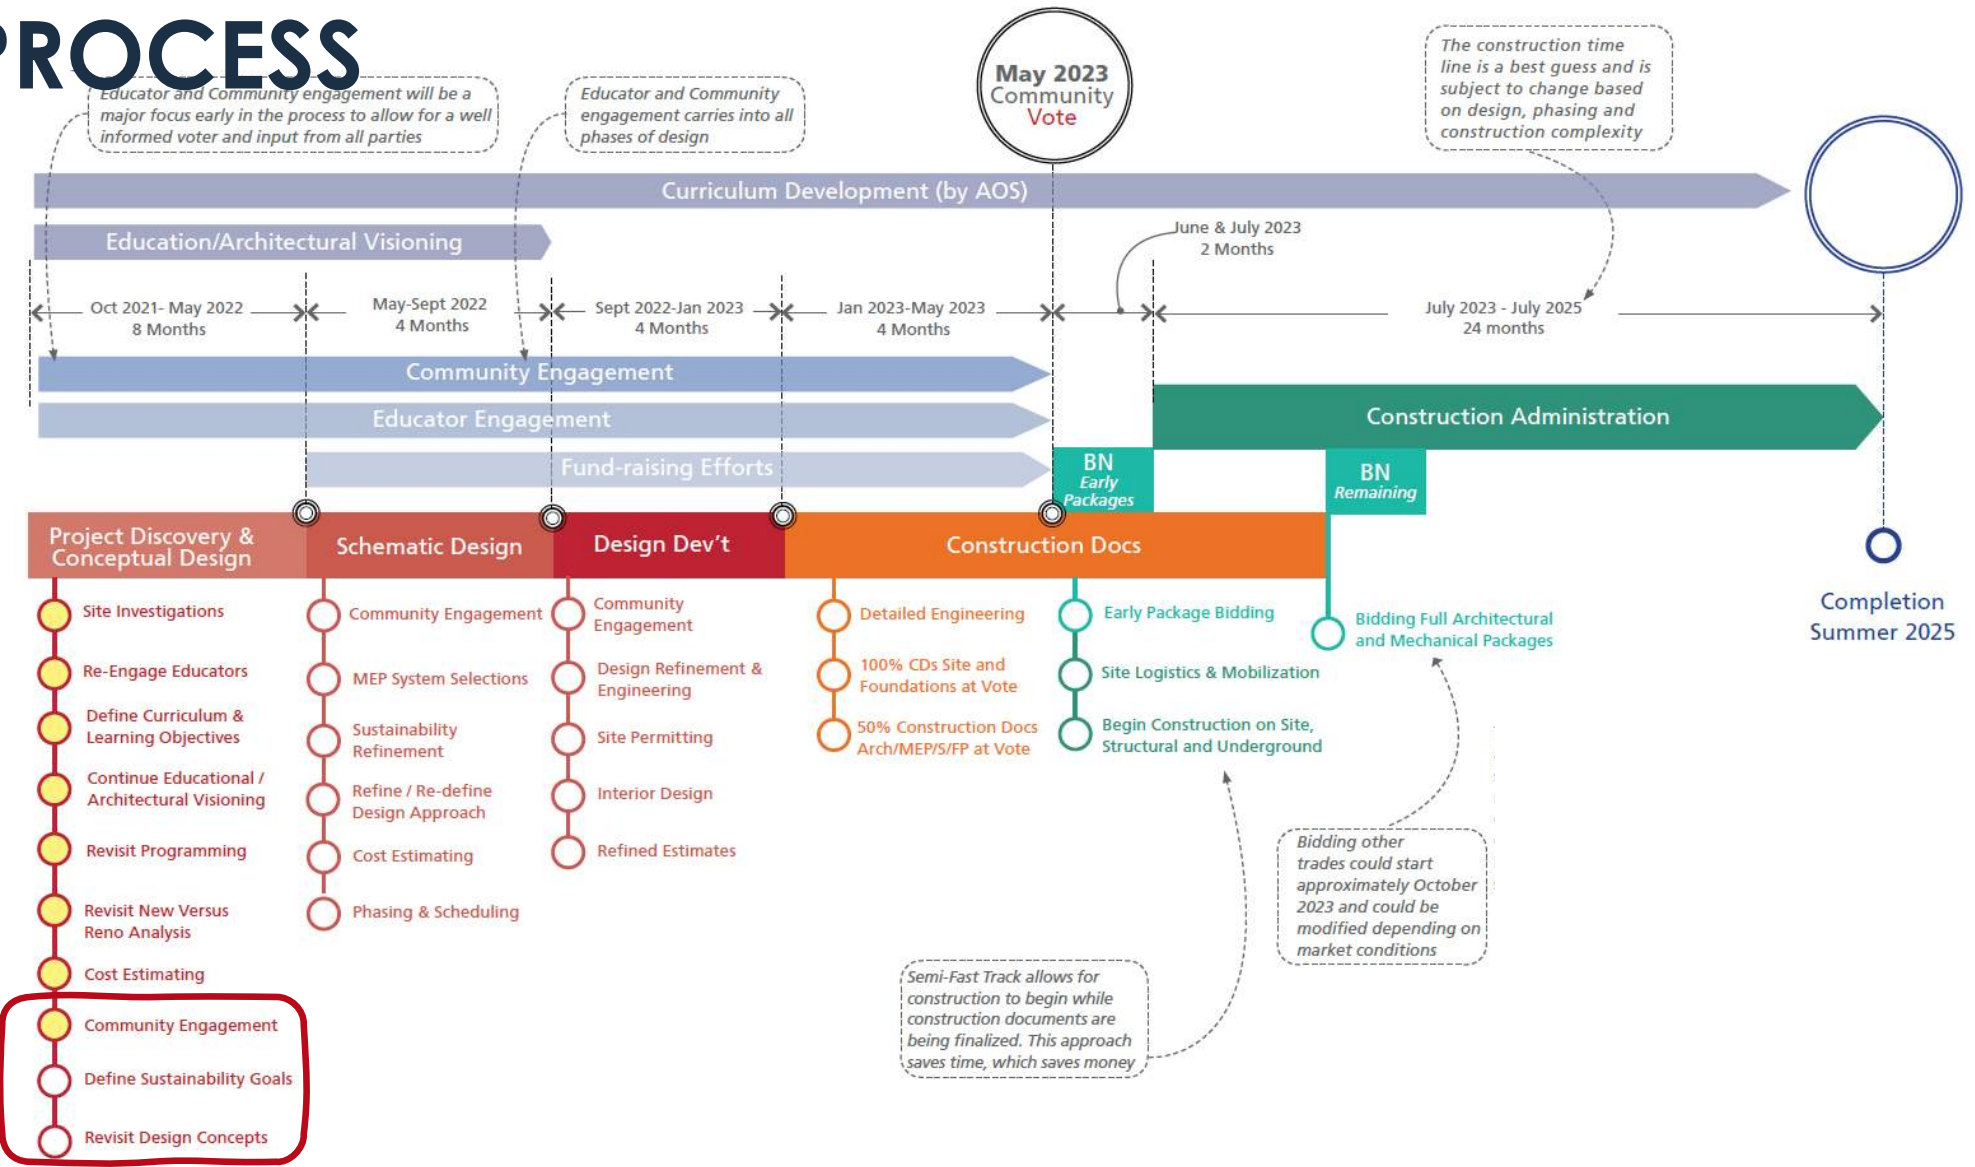 PROCESS
Educator and Community engagement will be a
major focus early in the process to allow for a well
informed voter and input from all parties
Educator and Community
engagement carries into all
phases of design
May 2023
Community
Vote
The construction time
line is a best guess and is
subject to change based
on design, phasing and
construction complexity
Curriculum Development (by AOS)
Education/Architectural Visioning
June & July 2023
2 Months
Oct 2021- May 2022
8 Months
May-Sept 2022
4 Months
Sept 2022-Jan 2023
4 Months
Jan 2023-May 2023
4 Months
July 2023 - July 2025
24 months
Community Engagement
Educator Engagement
Fund-raising Efforts
Construction Administration
BN
Early
Packages
BN
Remaining
Project Discovery &
Conceptual Design
Schematic Design
Design Dev't
Construction Docs
Site Investigations
Re-Engage Educators
Define Curriculum &
Learning Objectives
Continue Educational /
Architectural Visioning
Revisit Programming
Revisit New Versus
Reno Analysis
Cost Estimating
Community Engagement
Define Sustainability Goals
Revisit Design Concepts
Community Engagement
MEP System Selections
Sustainability
Refinement
Refine / Re-define
Design Approach
Cost Estimating
Phasing & Scheduling
Community
Engagement
Design Refinement &
Engineering
Site Permitting
Interior Design
Refined Estimates
Detailed Engineering
100% CDs Site and
Foundations at Vote
50% Construction Docs
Arch/MEP/S/FP at Vote
Early Package Bidding
Site Logistics & Mobilization
Begin Construction on Site,
Structural and Underground
Bidding Full Architectural
and Mechanical Packages
Completion
Summer 2025
Bidding other
trades could start
approximately October
2023 and could be
modified depending on
market conditions
Semi-Fast Track allows for
construction to begin while
construction documents are
being finalized. This approach
saves time, which saves money